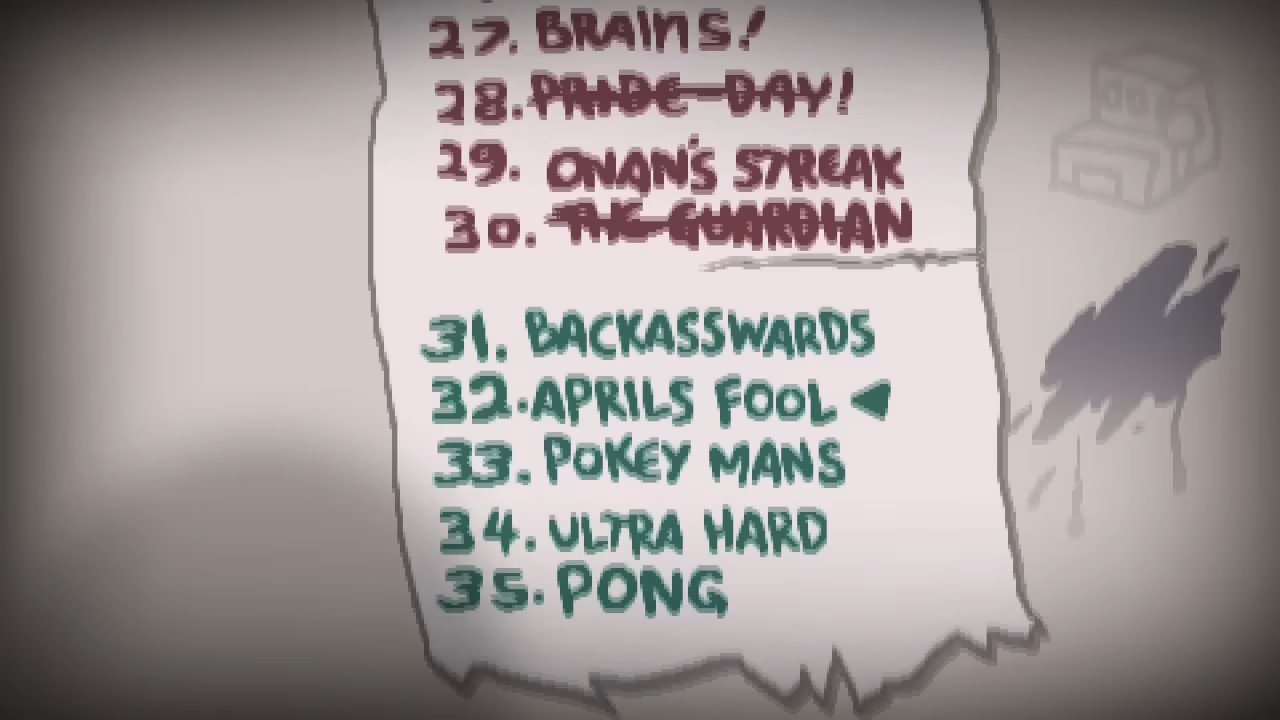 27. BRAINS!
28. PRIDE DAY!
29. ONAN'S STREAK
30. THE GUARDIAN
31. BACKASSWARDS
32. APRILS FOOL
33. POKEY MANS
34. ULTRA HARD
35. PONG